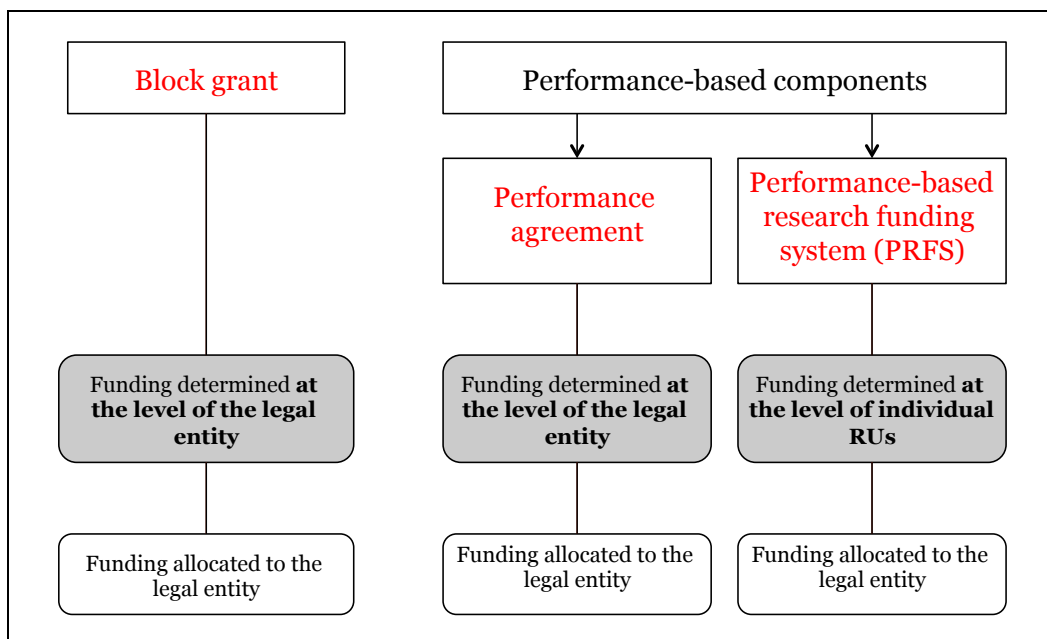 Block grant
Performance-based components
Performance
agreement
Performance-based
research funding
system (PRFS)
Funding determined at
the level of the legal
entity
Funding determined at
the level of the legal
entity
Funding determined at
the level of individual
RUs
Funding allocated to the
legal entity
Funding allocated to the
legal entity
Funding allocated to the
legal entity